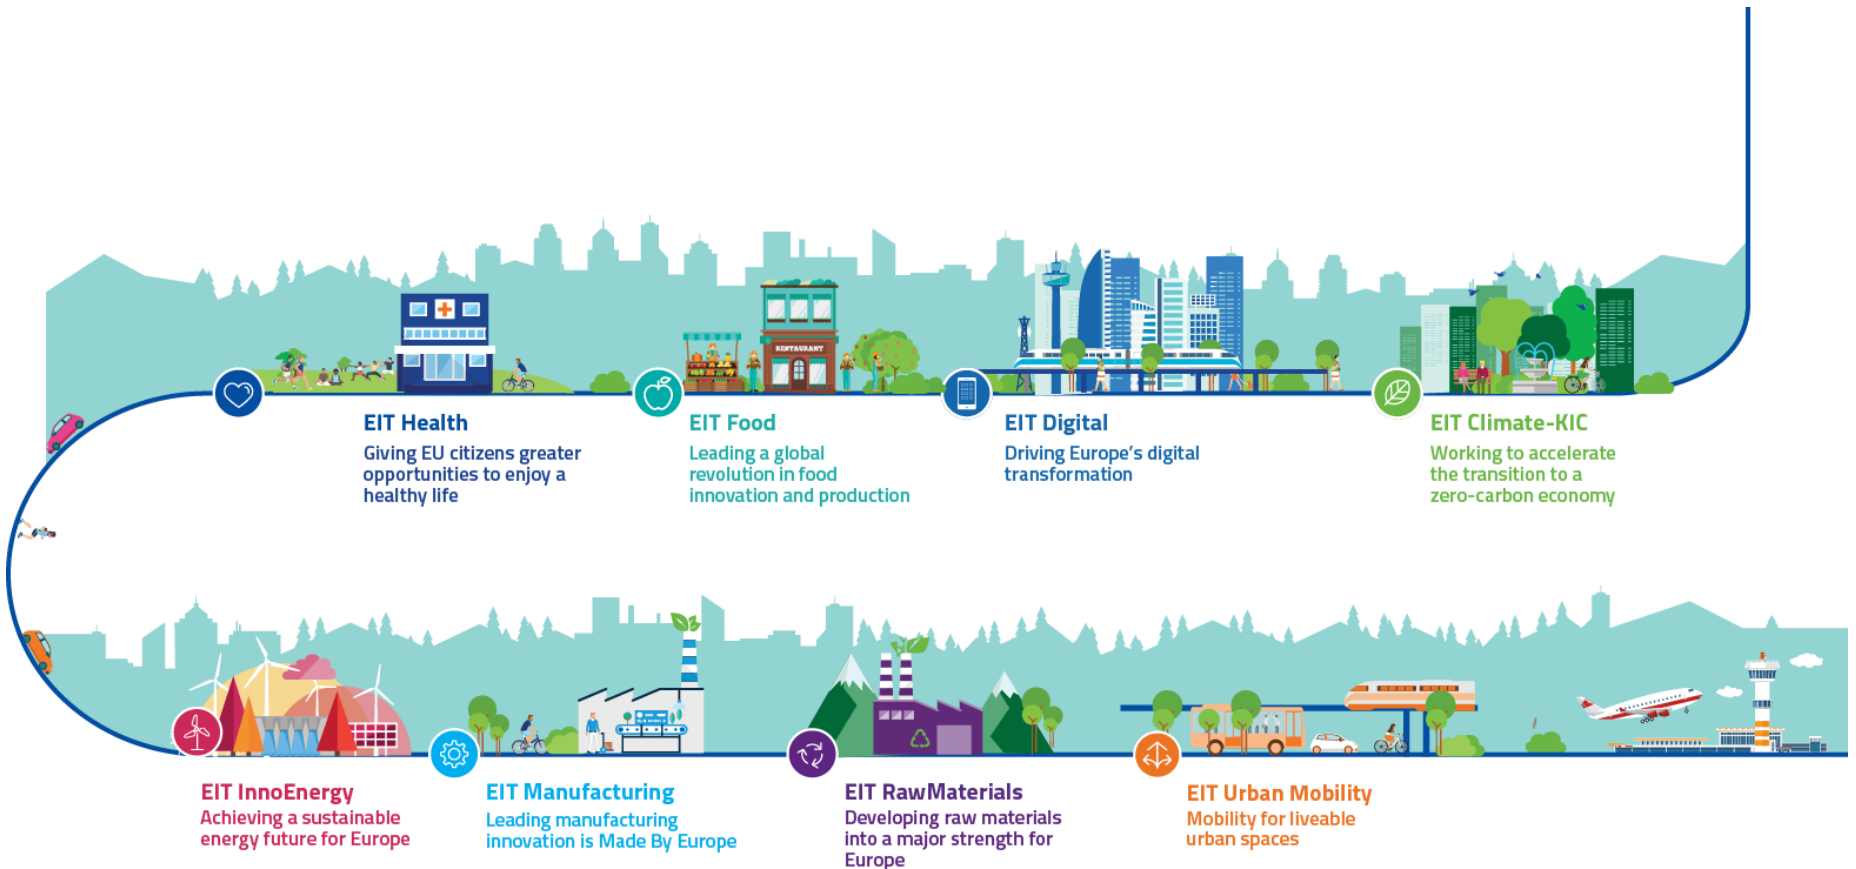 RESTAURANT
EIT Health
Giving EU citizens greater
opportunities to enjoy a
healthy life
EIT Food
Leading a global
revolution in food
innovation and production
EIT Digital
Driving Europe's digital
transformation
EIT Climate-KIC
Working to accelerate
the transition to a
zero-carbon economy
EIT InnoEnergy
Achieving a sustainable
energy future for Europe
EIT Manufacturing
Leading manufacturing
innovation is Made By Europe
EIT RawMaterials
Developing raw materials
into a major strength for
Europe
EIT Urban Mobility
Mobility for liveable
urban spaces